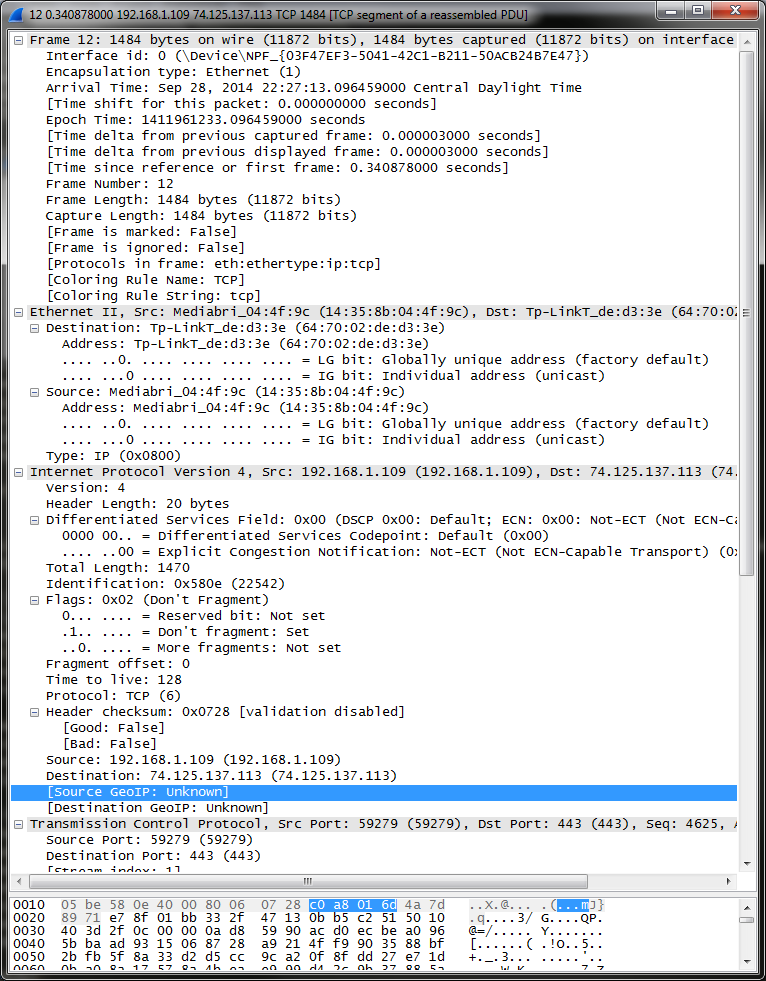 12 0.340878000 192.168.1.109 74.125.137.113 TCP 1484 [TCP segment of a reassembled PDU]
Frame 12: 1484 bytes on wire (11872 bits), 1484 bytes captured (11872 bits) on interface
Interface id: 0 (\Device\NPF_{03F47EF3-5041-42C1-B211-50ACB24B7E47})
Encapsulation type: Ethernet (1)
Arrival Time: Sep 28, 2014 22:27:13.096459000 Central Daylight Time
[Time shift for this packet: 0.000000000 seconds]
Epoch Time: 1411961233.096459000 seconds
[Time delta from previous captured frame: 0.000003000 seconds]
[Time delta from previous displayed frame: 0.000003000 seconds]
[Time since reference or first frame: 0.340878000 seconds]
Frame Number: 12
Frame Length: 1484 bytes (11872 bits)
Capture Length: 1484 bytes (11872 bits)
[Frame is marked: False]
[Frame is ignored: False]
[Protocols in frame: eth:ethertype:ip:tcp]
[Coloring Rule Name: TCP]
[Coloring Rule String: tcp]
Ethernet II, Src: Mediabri_04:4f:9c (14:35:8b:04:4f:9c), Dst: Tp-LinkT_de:d3:3e (64:70:02
Destination: Tp-LinkT_de:d3:3e (64:70:02:de:d3:3e)
Address: Tp-LinkT_de:d3:3e (64:70:02:de:d3:3e)
.... ..0. .... .... .... .... = LG bit: Globally unique address (factory default)
.... ...0 .... .... .... .... = IG bit: Individual address (unicast)
Source: Mediabri_04:4f:9c (14:35:8b:04:4f:9c)
Address: Mediabri_04:4f:9c (14:35:8b:04:4f:9c)
.... ..0. .... .... .... .... = LG bit: Globally unique address (factory default)
.... ...0 .... .... .... .... = IG bit: Individual address (unicast)
Type: IP (0x0800)
Internet Protocol Version 4, Src: 192.168.1.109 (192.168.1.109), Dst: 74.125.137.113 (74.
Version: 4
Header Length: 20 bytes
Differentiated Services Field: 0x00 (DSCP 0x00: Default; ECN: 0x00: Not-ECT (Not ECN-Ca
0000 00.. = Differentiated Services Codepoint: Default (0x00)
.... ..00 = Explicit Congestion Notification: Not-ECT (Not ECN-Capable Transport) (0x
Total Length: 1470
Identification: 0x580e (22542)
Flags: 0x02 (Don't Fragment)
0... .... = Reserved bit: Not set
.1.. .... = Don't fragment: Set
..0. .... = More fragments: Not set
Fragment offset: 0
Time to live: 128
Protocol: TCP (6)
Header checksum: 0x0728 [validation disabled]
[Good: False]
[Bad: False]
Source: 192.168.1.109 (192.168.1.109)
Destination: 74.125.137.113 (74.125.137.113)
[Source GeoIP: Unknown]
[Destination GeoIP: Unknown]
Transmission Control Protocol, Src Port: 59279 (59279), Dst Port: 443 (443), Seq: 4625, A
Source Port: 59279 (59279)
Destination Port: 443 (443)
[Stream index: 1]
0010 05 be 58 0e 40 00 80 06 07 28 c0 a8 01 6d 4a 7d ..X.@... .(...mJ}
0020 89 71 e7 8f 01 bb 33 2f 47 13 0b b5 c2 51 50 10 .q....3/ G....QP.
0030 40 3d 2f 0c 00 00 0a d8 59 90 ac d0 ec be a0 96 @=/..... Y.......
0040 5b ba ad 93 15 06 87 28 a9 21 4f f9 90 35 88 bf [......( .!O..5..
0050 2b fb 5f 8a 33 d2 d5 cc 9c a2 0f 8f dd 27 e7 1d +._.3... .....'..
0060 0b a0 8a 17 57 8a 4b ea e9 99 d4 2c 9b 37 88 5a